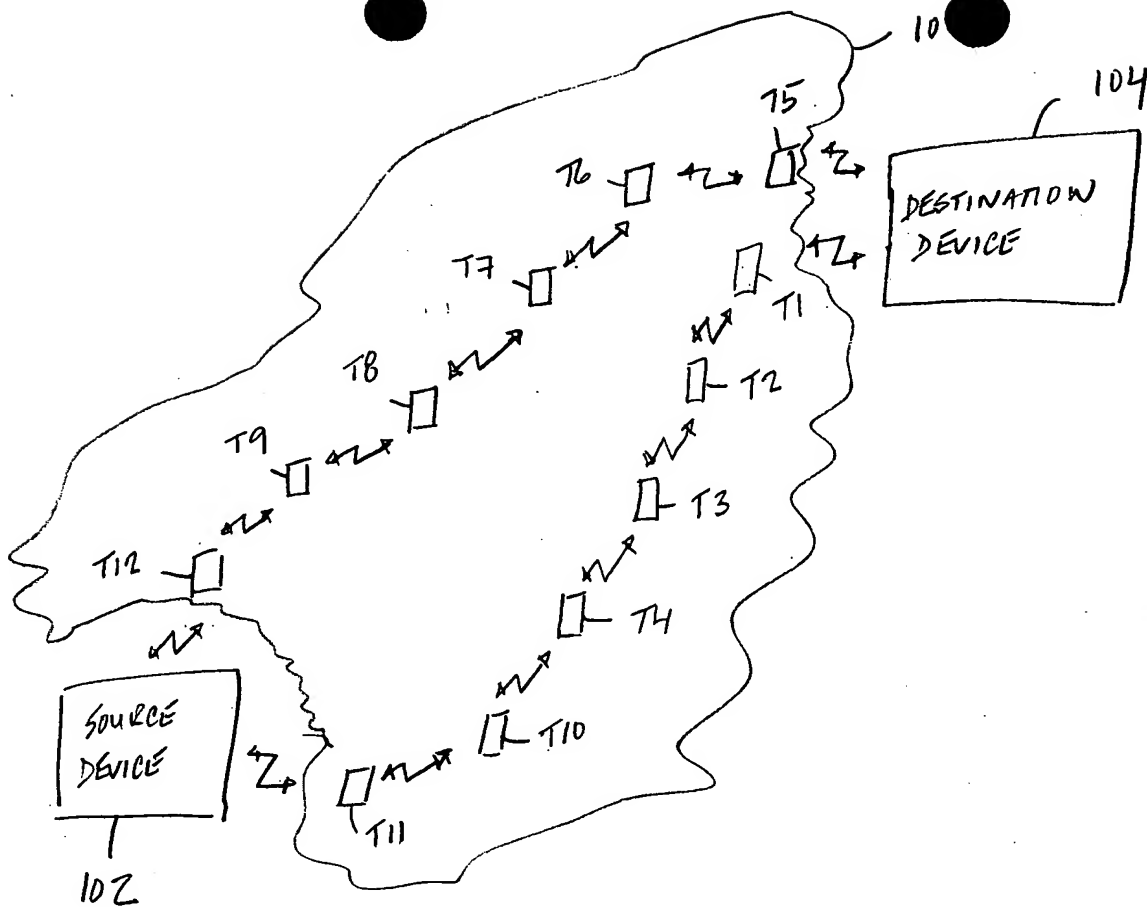 10
104
T5
T6
DESTINATION
DEVICE
T7
T1
T8
T2
T9
T3
T12
T4
SOURCE
DEVICE
T10
T11
102